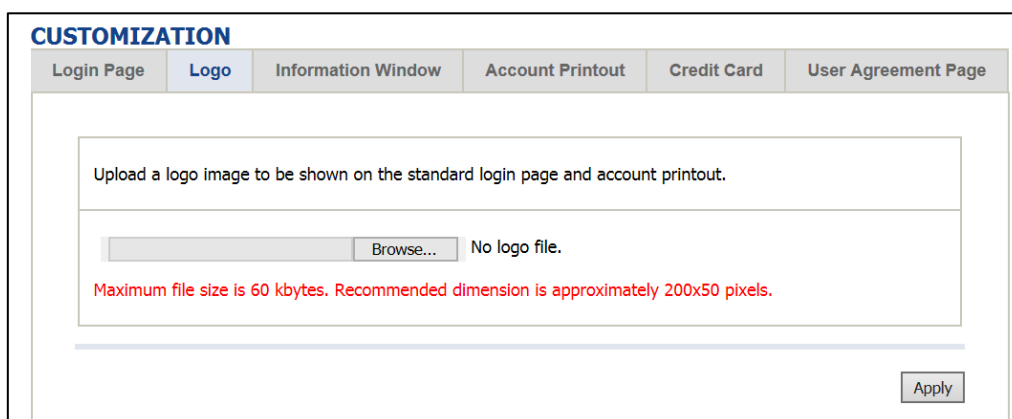 CUSTOMIZATION
Login Page Logo Information Window Account Printout Credit Card User Agreement Page
Upload a logo image to be shown on the standard login page and account printout.
Browse... No logo file.
Maximum file size is 60 kbytes. Recommended dimension is approximately 200x50 pixels.
Apply